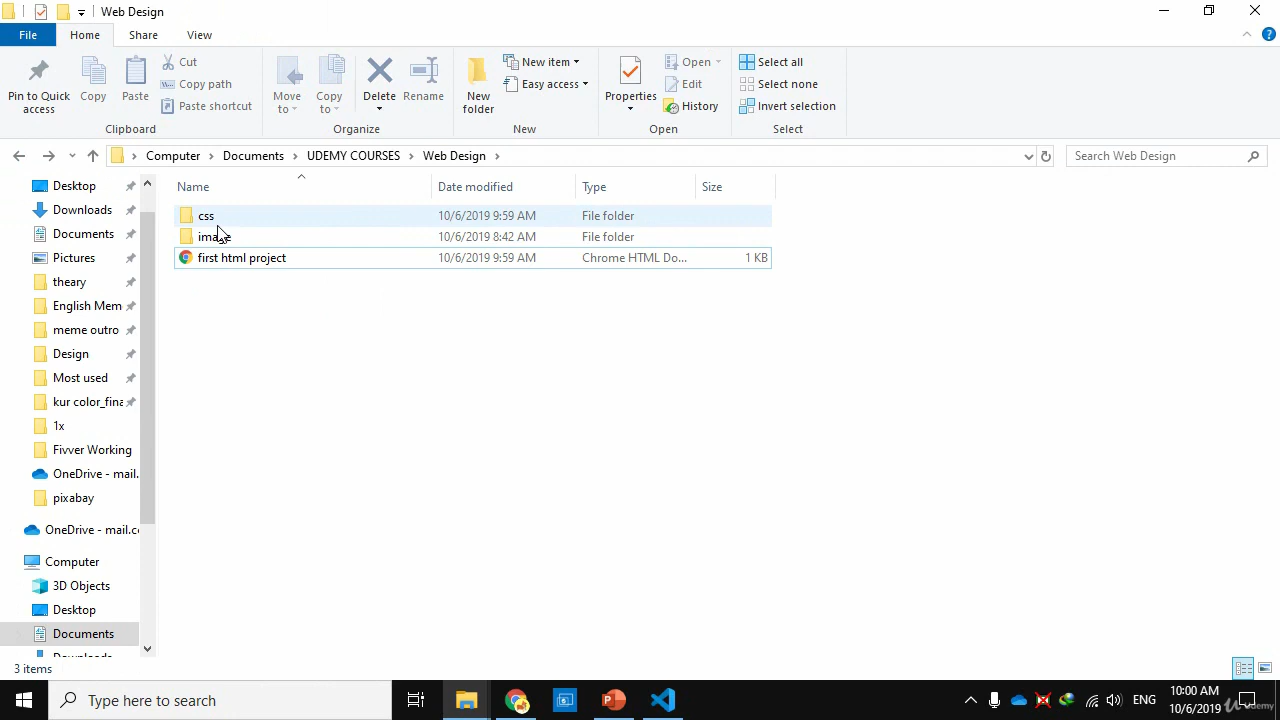 Web Design
File Home Share View
Pin to Quick access
Copy
Paste
Cut
Copy path
Paste shortcut
Move to
Copy to
Delete
Rename
New folder
New item
Easy access
Properties
Open
Edit
History
Select all
Select none
Invert selection
Clipboard Organize New Open Select
Computer Documents UDEMY COURSES Web Design
Search Web Design
Name Date modified Type Size
css 10/6/2019 9:59 AM File folder
image 10/6/2019 8:42 AM File folder
first html project 10/6/2019 9:59 AM Chrome HTML Do... 1 KB
Desktop
Downloads
Documents
Pictures
theary
English Mem
meme outro
Design
Most used
kur color_fina
1x
Fivver Working
OneDrive - mail.
pixabay
OneDrive - mail.c
Computer
3D Objects
Desktop
Documents
Downloads
3 items
Type here to search
ENG
10:00 AM
10/6/2019
Udemy